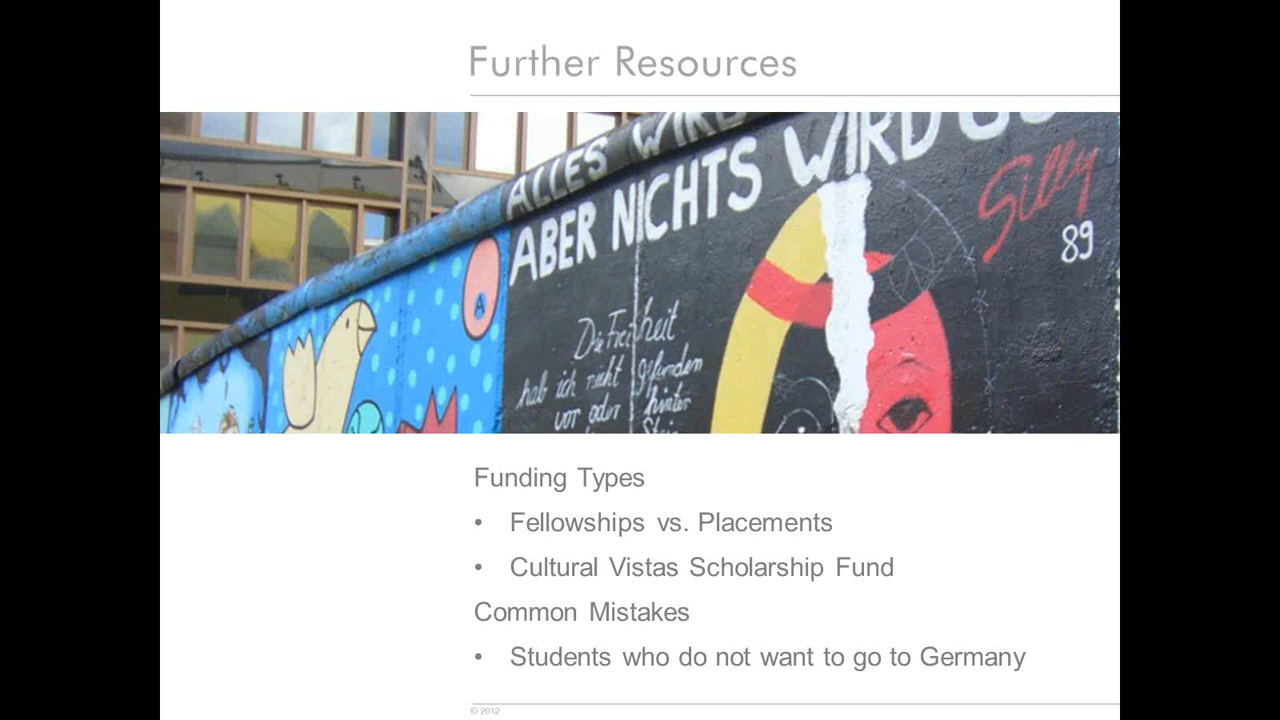 Further Resources
ALLES WIRD
ABER NICHTS WIRD
Silly
89
A
Die Freiheit
hab ich nicht gefunden
vor oder hinter
Funding Types
• Fellowships vs. Placements
• Cultural Vistas Scholarship Fund
Common Mistakes
• Students who do not want to go to Germany
© 2012